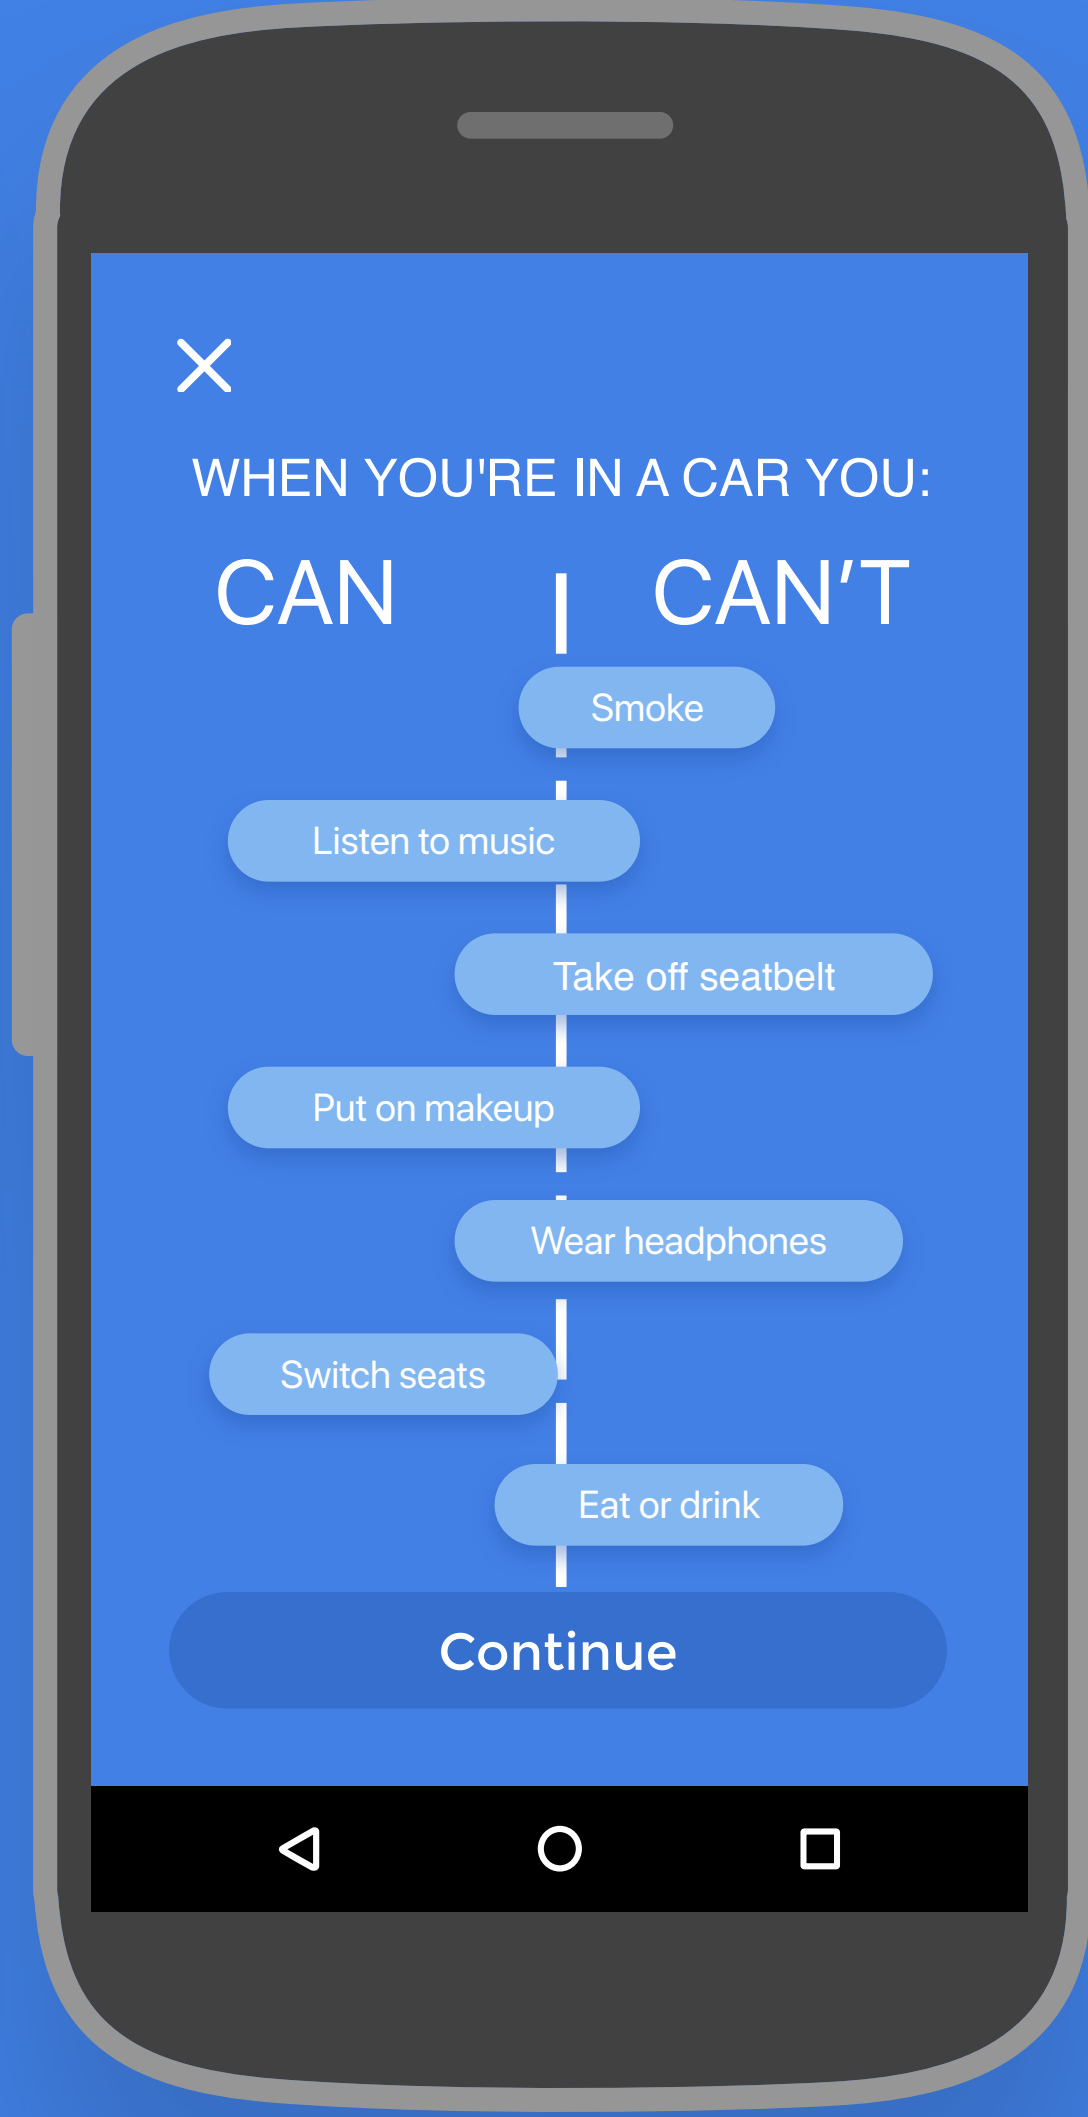 WHEN YOU'RE IN A CAR YOU:
CAN CAN'T
Smoke
Listen to music
Take off seatbelt
Put on makeup
Wear headphones
Switch seats
Eat or drink
Continue